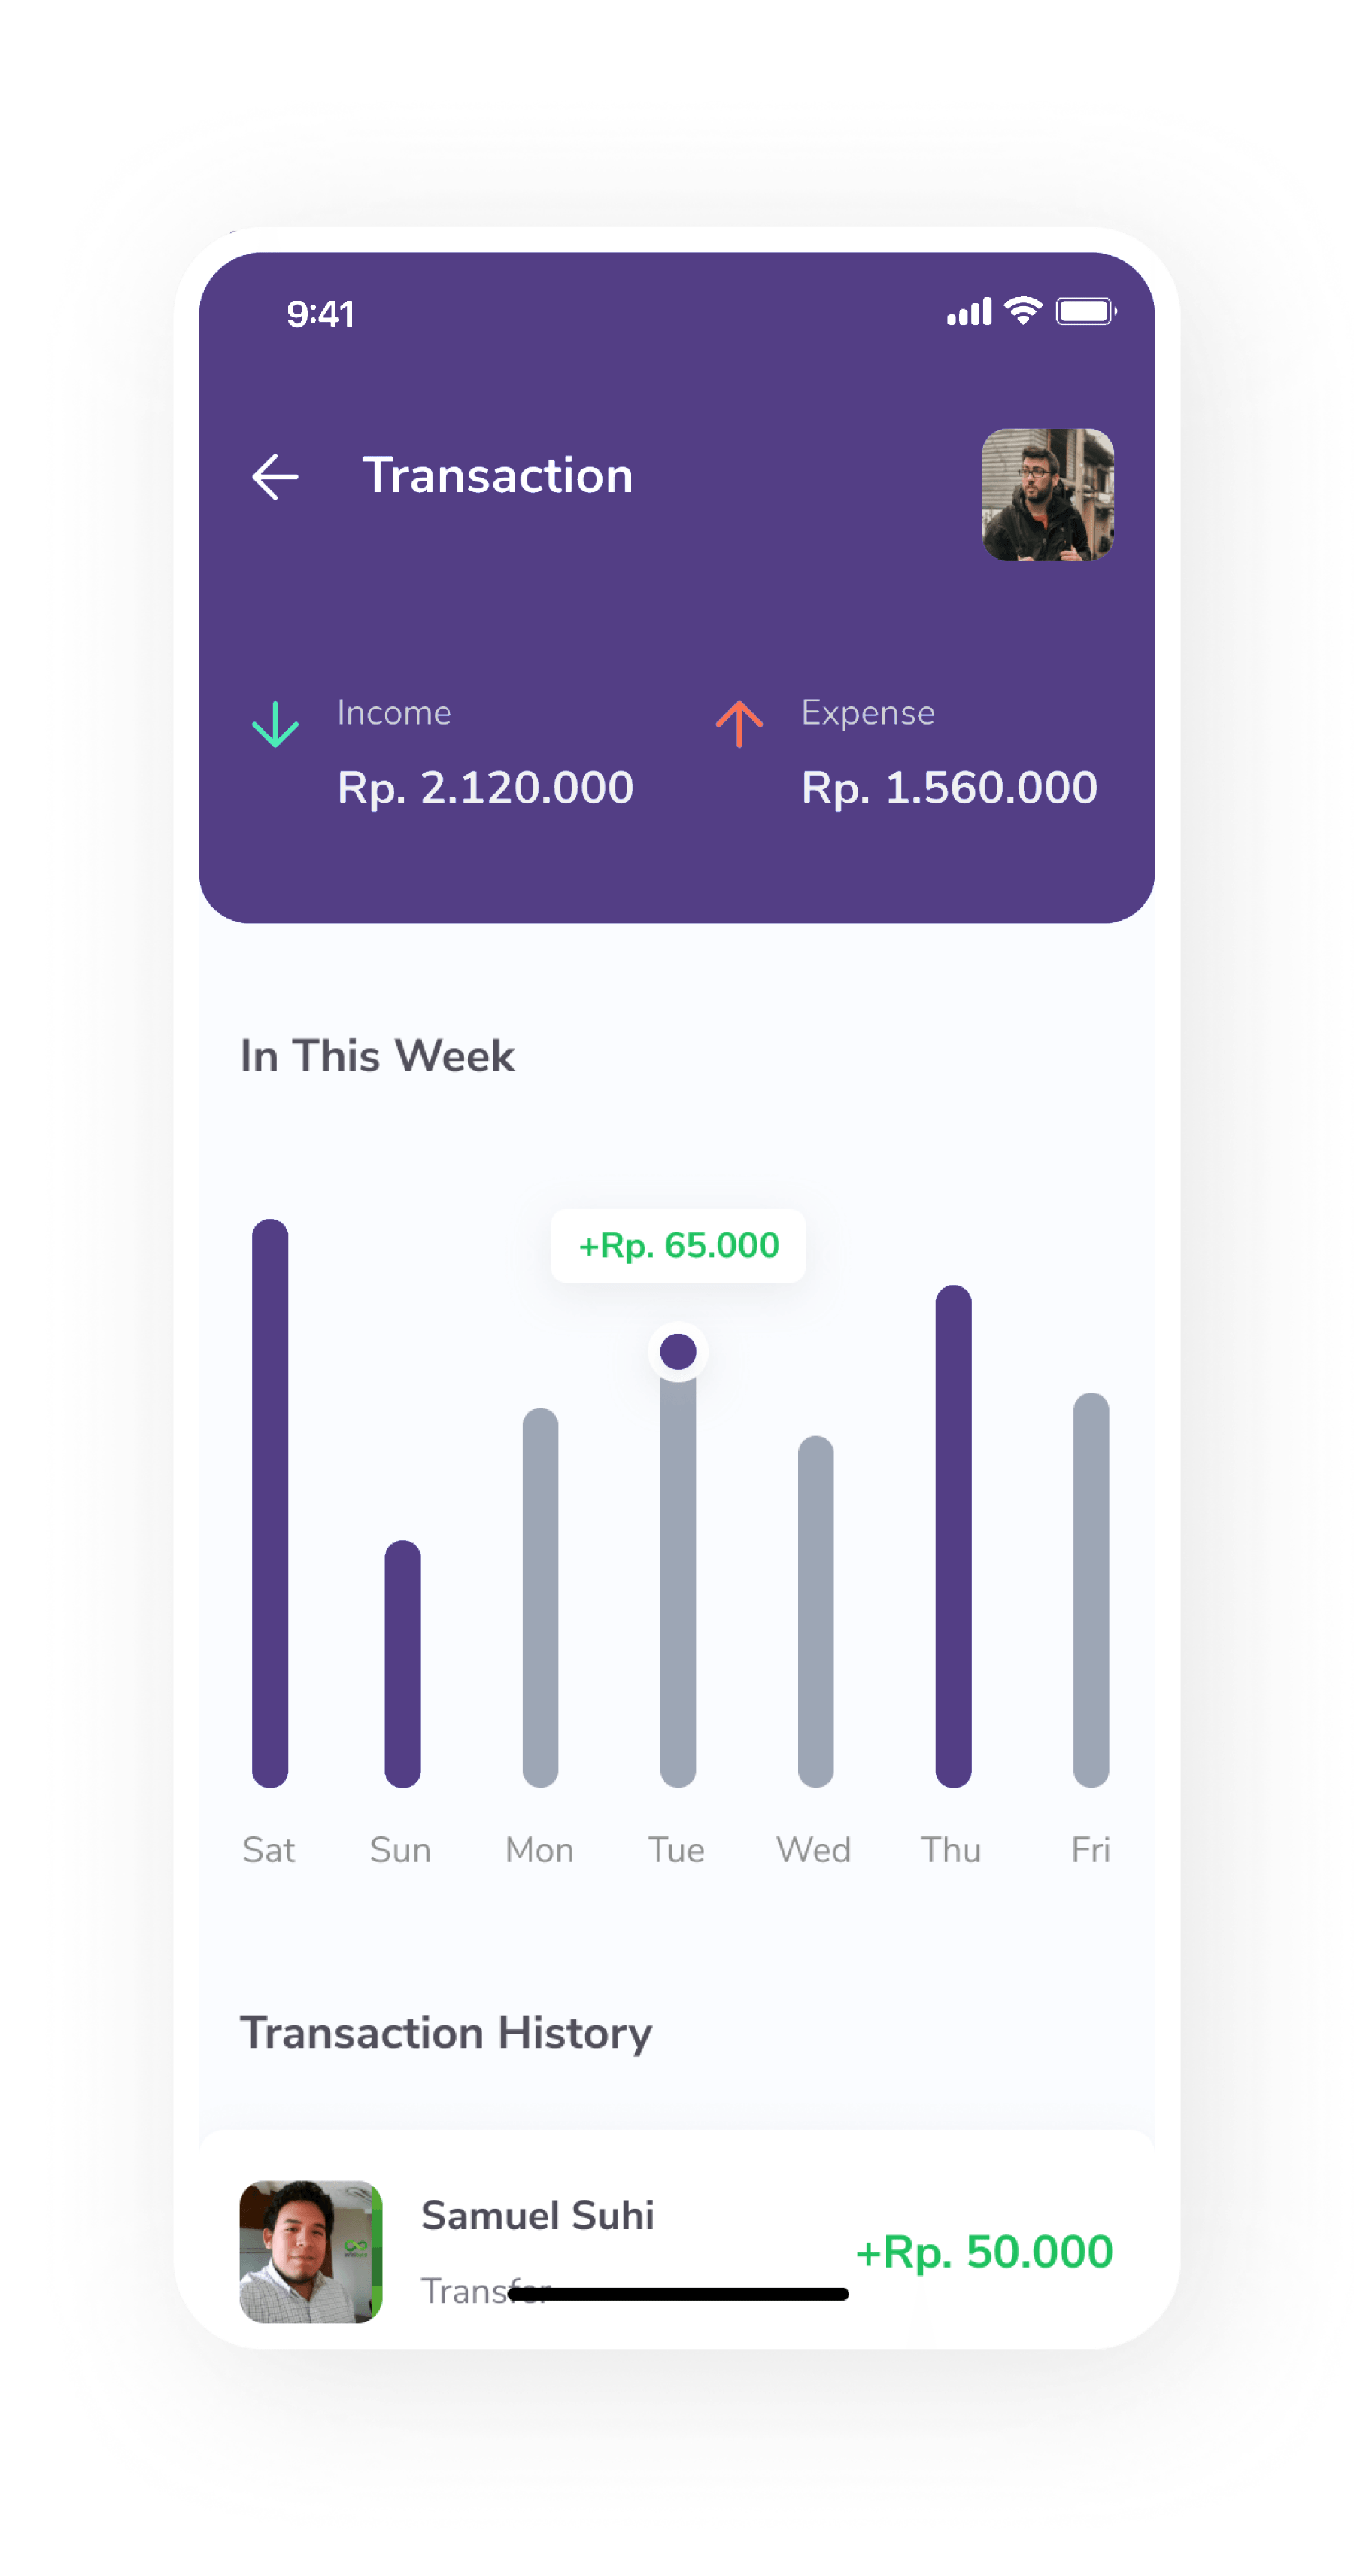 9:41
Transaction
Income
Expense
Rp. 2.120.000
Rp. 1.560.000
In This Week
+Rp. 65.000
Sat Sun Mon Tue Wed Thu Fri
Transaction History
Samuel Suhi
+Rp. 50.000
Transfer